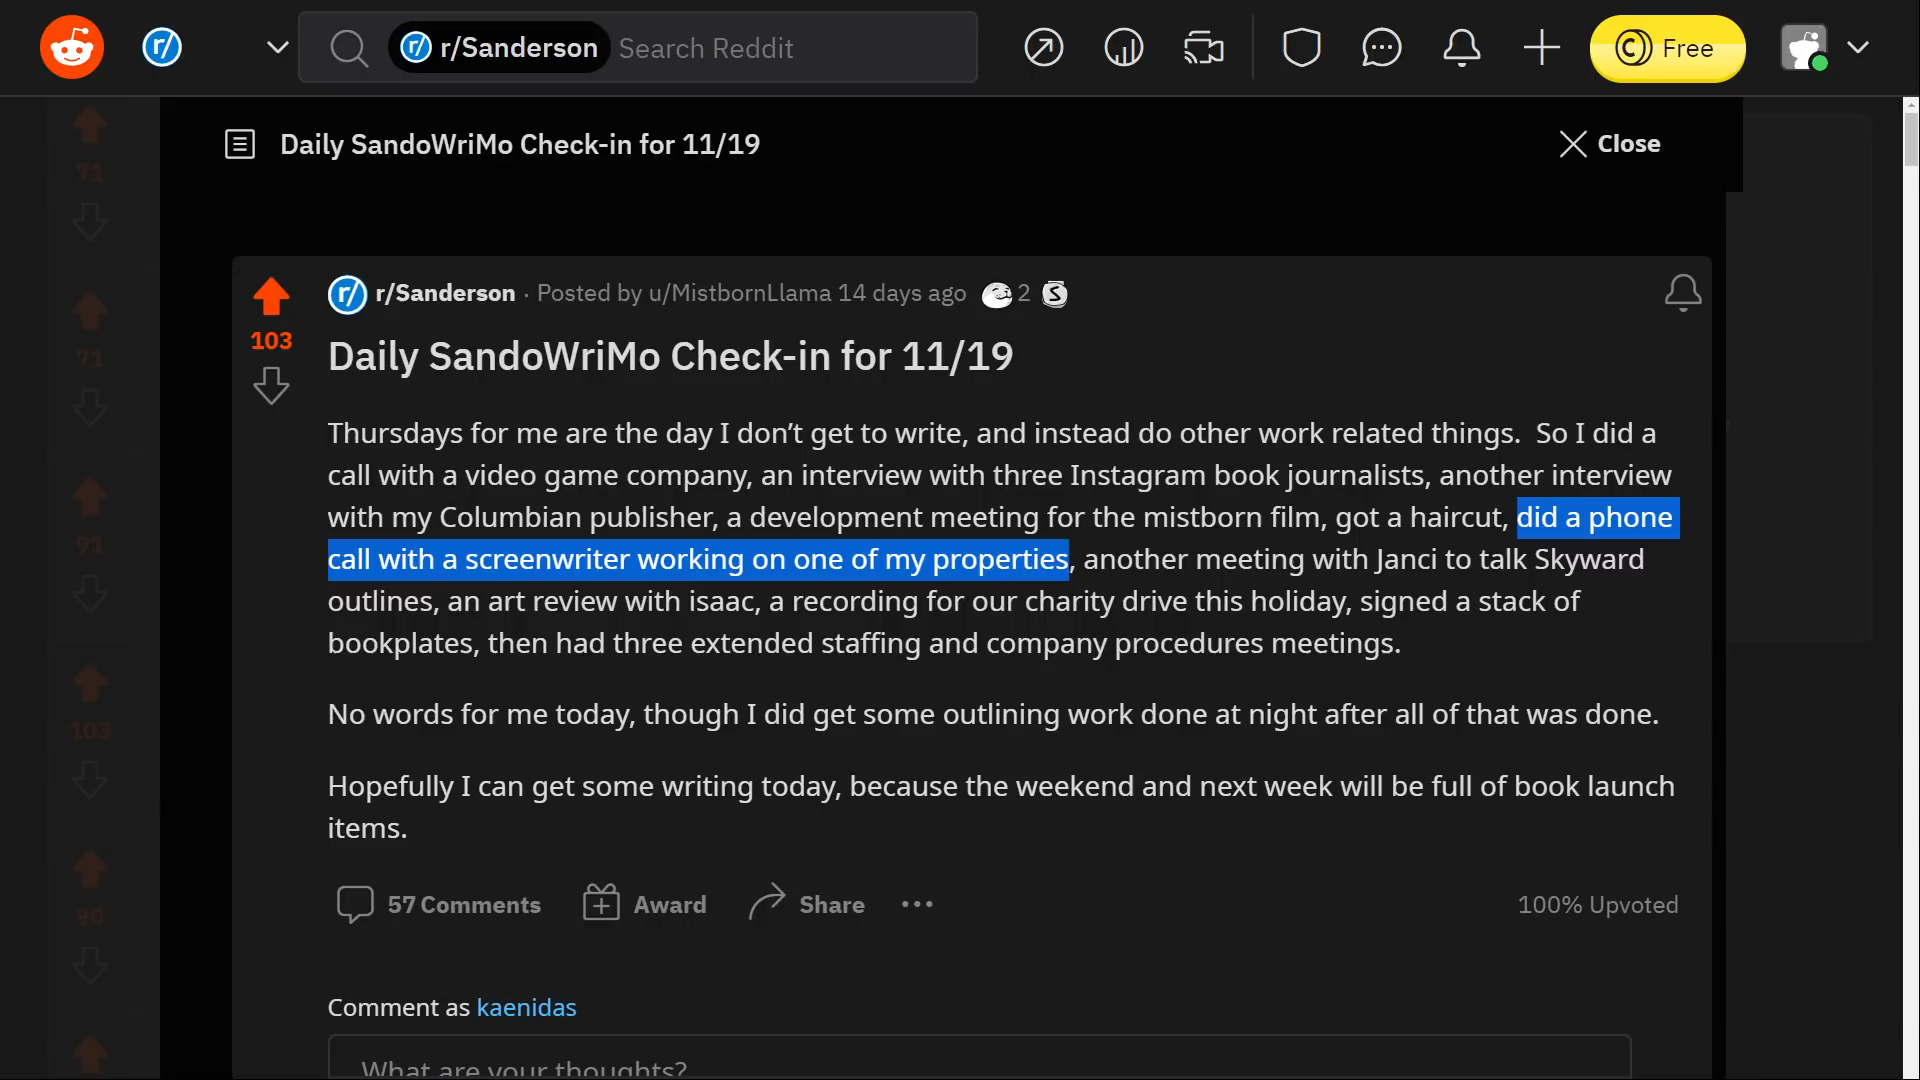 r/ r/ r/Sanderson Search Reddit Free
Daily SandoWriMo Check-in for 11/19 Close
71
71
91
103
90
r/ r/Sanderson · Posted by u/MistbornLlama 14 days ago 2 S
103
Daily SandoWriMo Check-in for 11/19
Thursdays for me are the day I don’t get to write, and instead do other work related things. So I did a
call with a video game company, an interview with three Instagram book journalists, another interview
with my Columbian publisher, a development meeting for the mistborn film, got a haircut, did a phone
call with a screenwriter working on one of my properties, another meeting with Janci to talk Skyward
outlines, an art review with isaac, a recording for our charity drive this holiday, signed a stack of
bookplates, then had three extended staffing and company procedures meetings.
No words for me today, though I did get some outlining work done at night after all of that was done.
Hopefully I can get some writing today, because the weekend and next week will be full of book launch
items.
57 Comments Award Share ••• 100% Upvoted
Comment as kaenidas
What are your thoughts?